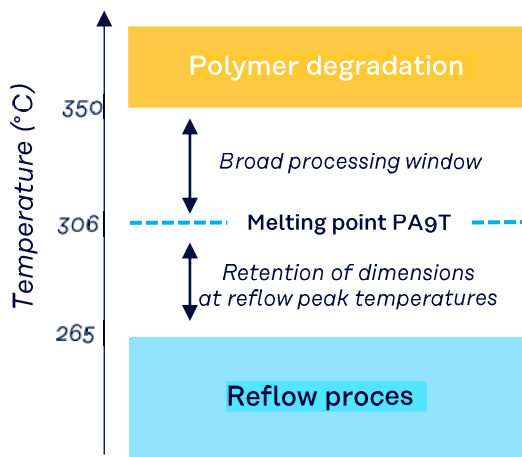 Polymer degradation
350
Broad processing window
306
Melting point PA9T
Retention of dimensions
at reflow peak temperatures
265
Reflow proces
Temperature (°C)